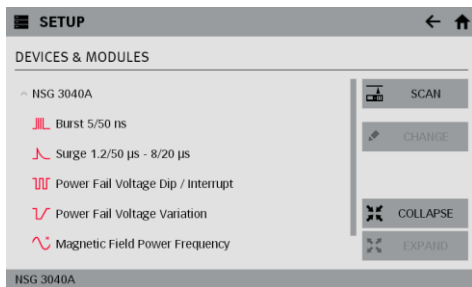 SETUP
DEVICES & MODULES
NSG 3040A
Burst 5/50 ns
Surge 1.2/50 µs - 8/20 µs
Power Fail Voltage Dip / Interrupt
Power Fail Voltage Variation
Magnetic Field Power Frequency
SCAN
CHANGE
COLLAPSE
EXPAND
NSG 3040A